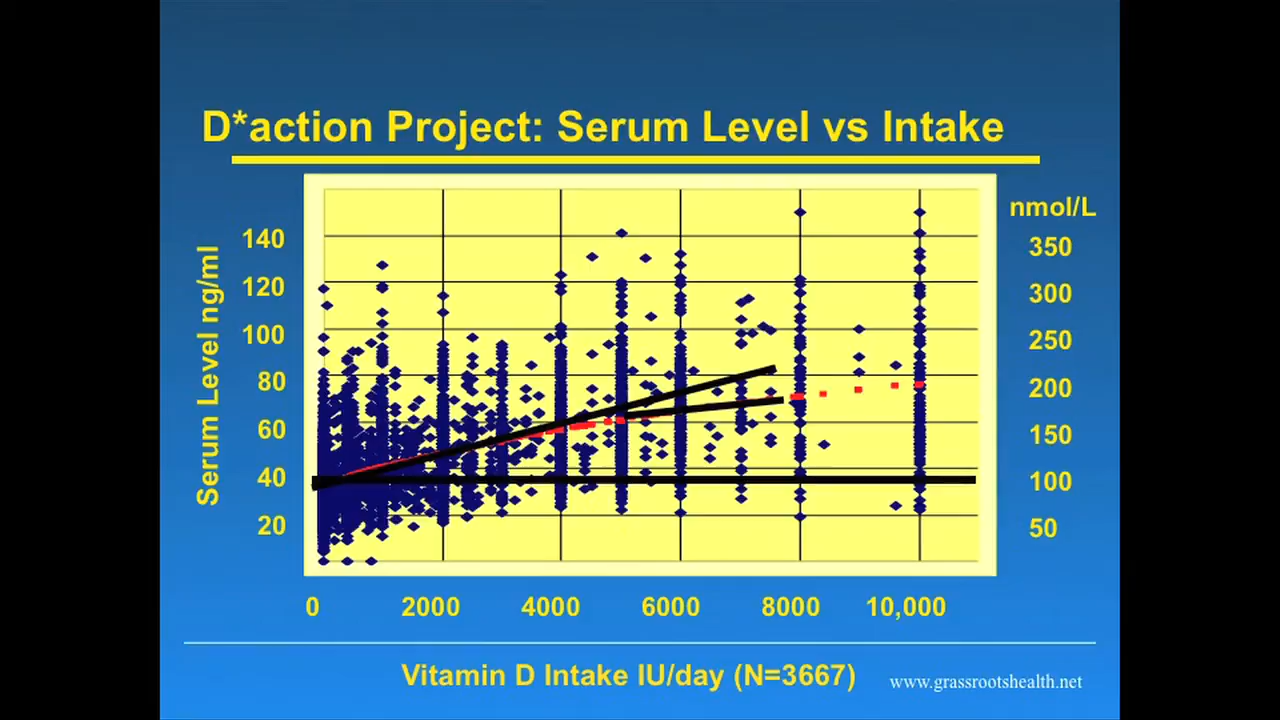 D*action Project: Serum Level vs Intake
nmol/L
Serum Level ng/ml
140
120
100
80
60
40
20
350
300
250
200
150
100
50
0 2000 4000 6000 8000 10,000
Vitamin D Intake IU/day (N=3667)
www.grassrootshealth.net